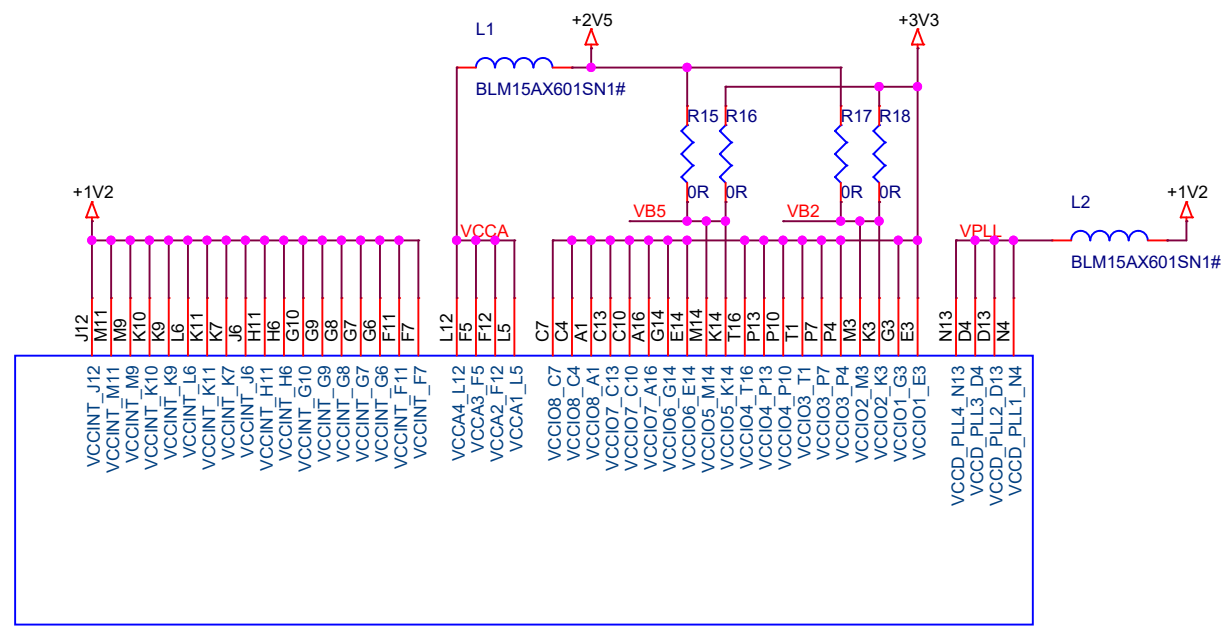 L1
+2V5
+3V3
BLM15AX601SN1#
R15
R16
R17
R18
0R
0R
0R
0R
+1V2
VB5
VB2
L2
+1V2
VCCA
VPLL
BLM15AX601SN1#
J12
M11
M9
K10
K9
L6
K11
K7
J6
H11
H6
G10
G9
G8
G7
G6
F11
F7
L12
F5
F12
L5
C7
C4
A1
C13
C10
A16
G14
E14
M14
K14
T16
P13
P10
T1
P7
P4
M3
K3
G3
E3
N13
D4
D13
N4
VCCINT_J12
VCCINT_M11
VCCINT_M9
VCCINT_K10
VCCINT_K9
VCCINT_L6
VCCINT_K11
VCCINT_K7
VCCINT_J6
VCCINT_H11
VCCINT_H6
VCCINT_G10
VCCINT_G9
VCCINT_G8
VCCINT_G7
VCCINT_G6
VCCINT_F11
VCCINT_F7
VCCA4_L12
VCCA3_F5
VCCA2_F12
VCCA1_L5
VCCIO8_C7
VCCIO8_C4
VCCIO8_A1
VCCIO7_C13
VCCIO7_C10
VCCIO7_A16
VCCIO6_G14
VCCIO6_E14
VCCIO5_M14
VCCIO5_K14
VCCIO4_T16
VCCIO4_P13
VCCIO4_P10
VCCIO3_T1
VCCIO3_P7
VCCIO3_P4
VCCIO2_M3
VCCIO2_K3
VCCIO1_G3
VCCIO1_E3
VCCD_PLL4_N13
VCCD_PLL3_D4
VCCD_PLL2_D13
VCCD_PLL1_N4